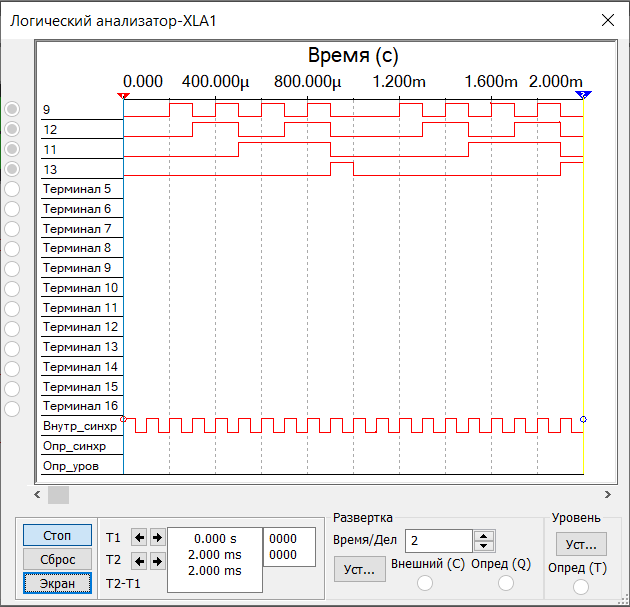 Логический анализатор-XLA1
Время (с)
0.000 400.000µ 800.000µ 1.200m 1.600m 2.000m
9
12
11
13
Терминал 5
Терминал 6
Терминал 7
Терминал 8
Терминал 9
Терминал 10
Терминал 11
Терминал 12
Терминал 13
Терминал 14
Терминал 15
Терминал 16
Внутр_синхр
Опр_синхр
Опр_уров
Стоп
Сброс
Экран
T1 0.000 s 0000
T2 2.000 ms 0000
T2-T1 2.000 ms
Развертка
Время/Дел 2
Уст... Внешний (C) Опред (Q)
Уровень
Уст...
Опред (T)